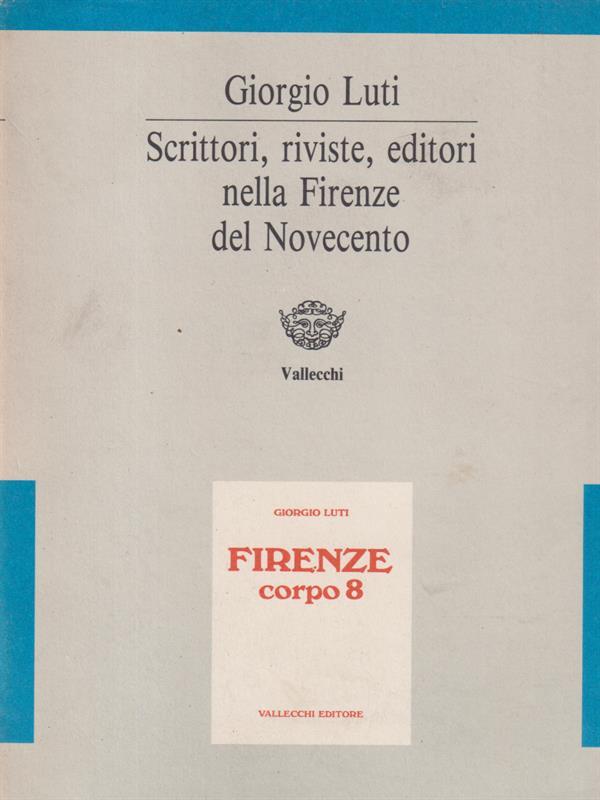 Giorgio Luti
Scrittori, riviste, editori
nella Firenze
del Novecento
Vallecchi
GIORGIO LUTI
FIRENZE
corpo 8
VALLECCHI EDITORE